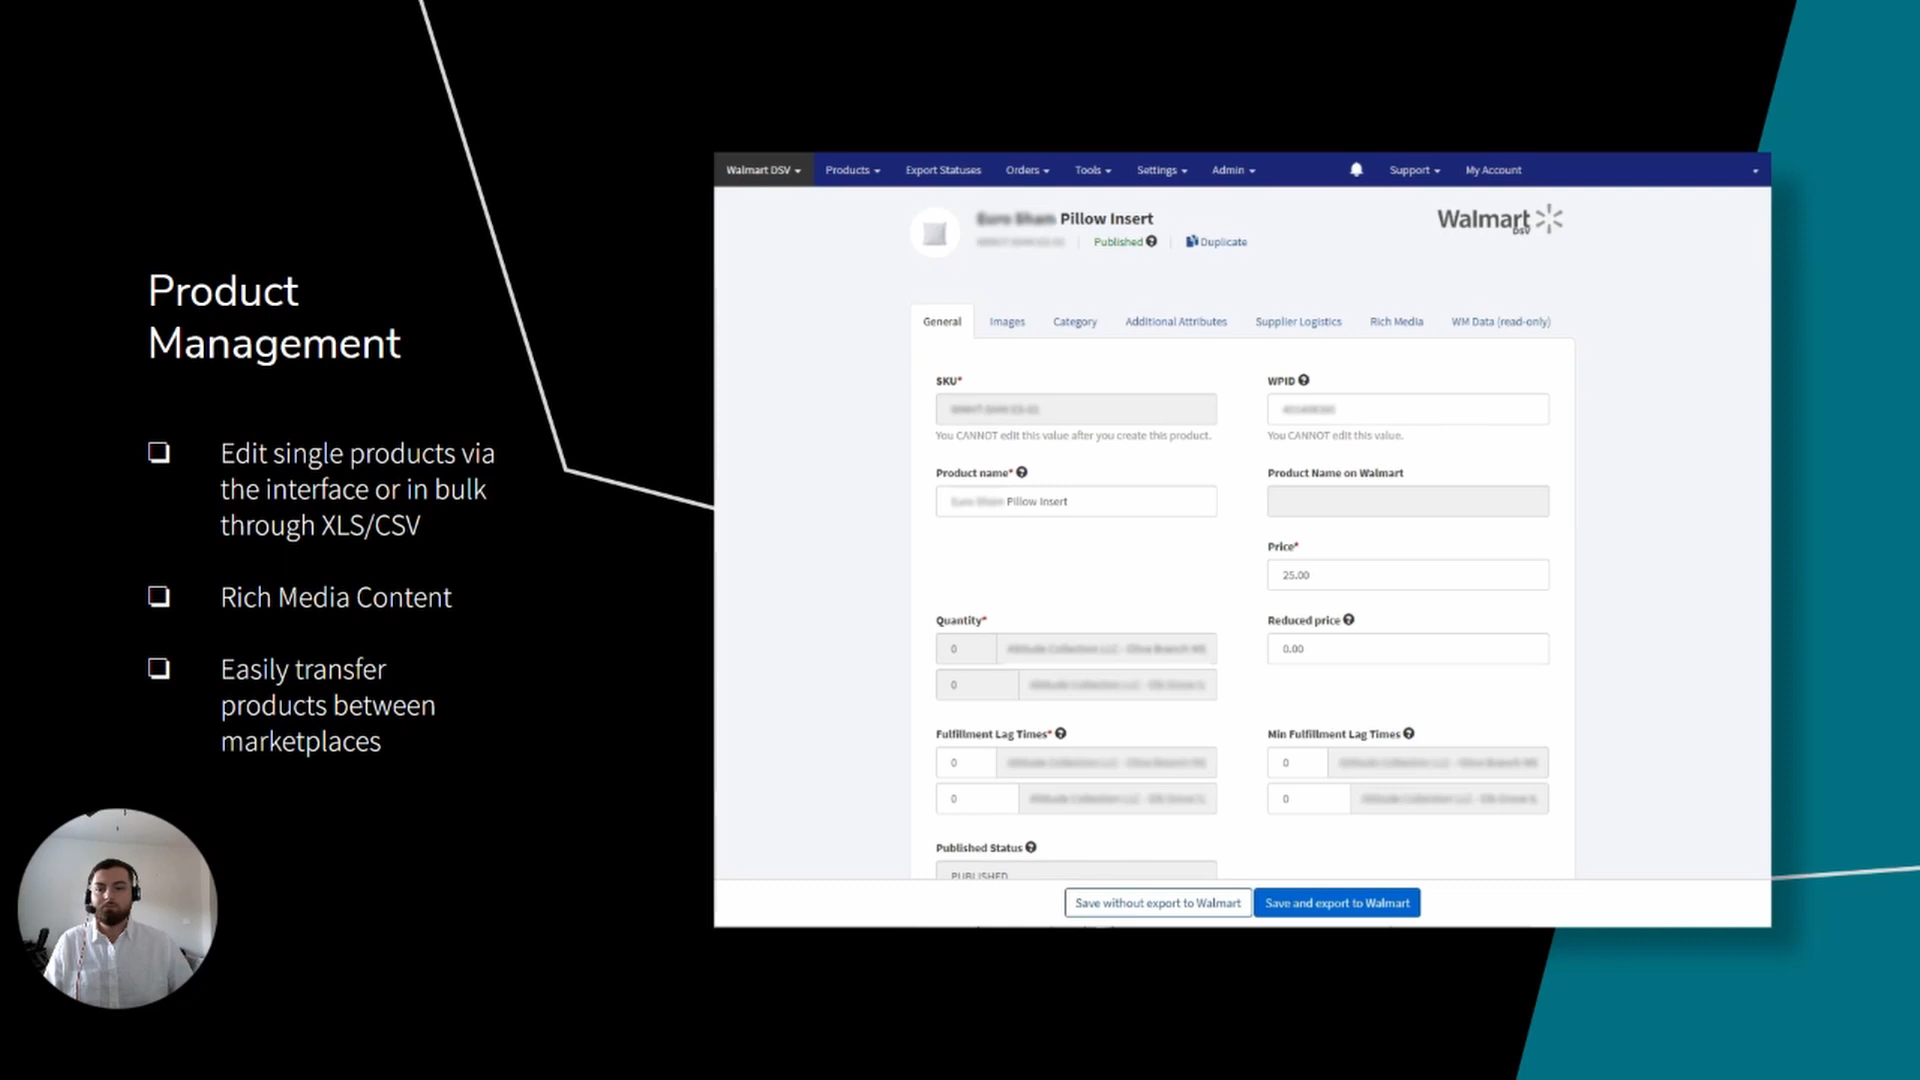 Product
Management
Edit single products via
the interface or in bulk
through XLS/CSV
Rich Media Content
Easily transfer
products between
marketplaces
Walmart DSV Products Export Statuses Orders Tools Settings Admin Support My Account
Pillow Insert
Published Duplicate
Walmart
DSV
General Images Category Additional Attributes Supplier Logistics Rich Media WM Data (read-only)
SKU* WPID
You CANNOT edit this value after you create this product. You CANNOT edit this value.
Product name* Product Name on Walmart
Pillow Insert
Price*
25.00
Quantity* Reduced price
0 0.00
0
Fulfillment Lag Times* Min Fulfillment Lag Times
0 0
0 0
Published Status
PUBLISHED
Save without export to Walmart Save and export to Walmart